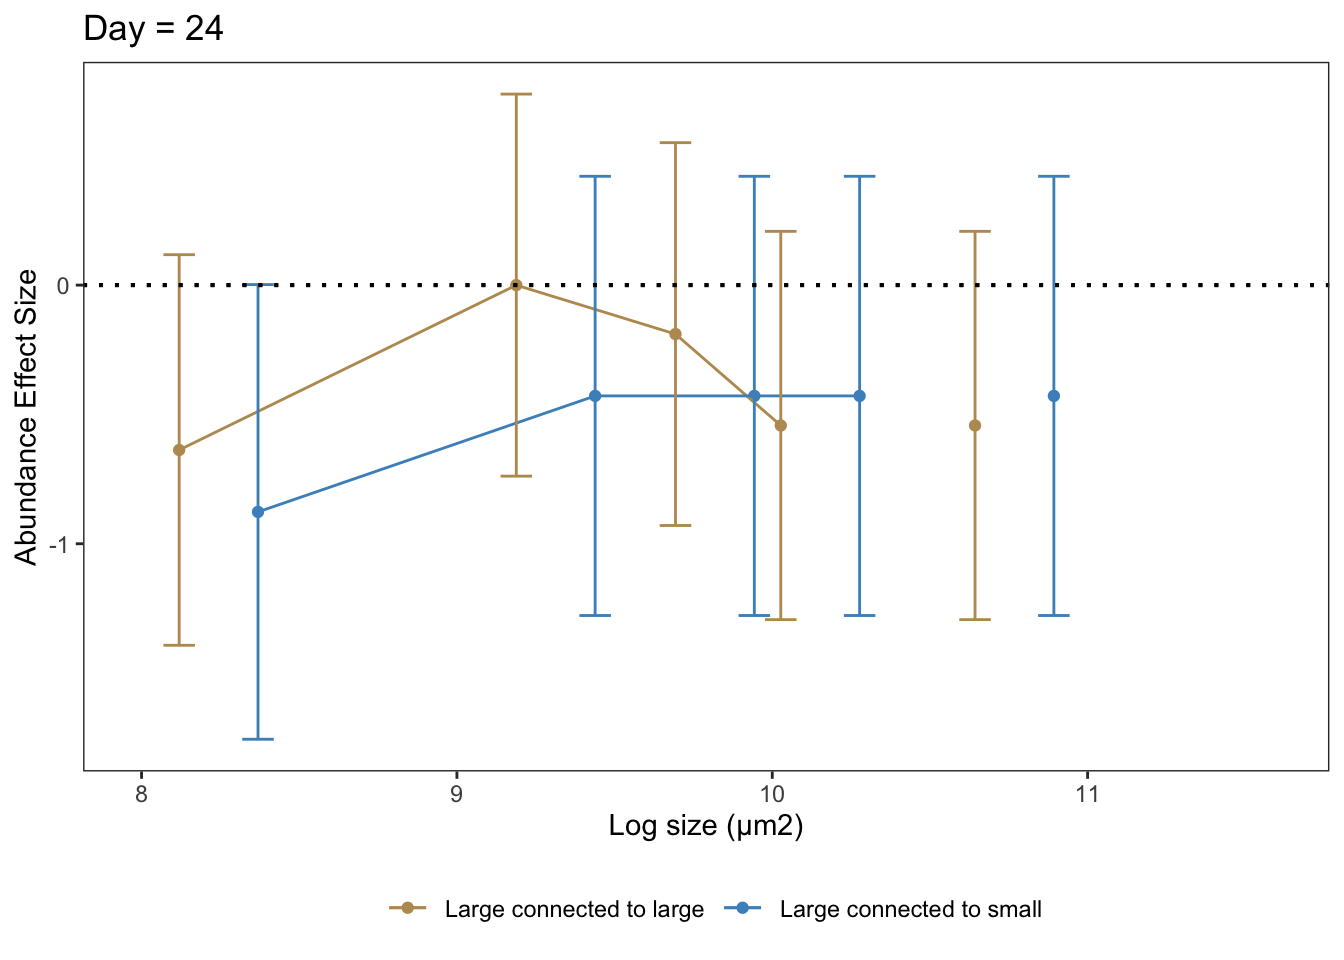 Day = 24
Abundance Effect Size
0
-1
8 9 10 11
Log size (μm2)
Large connected to large Large connected to small